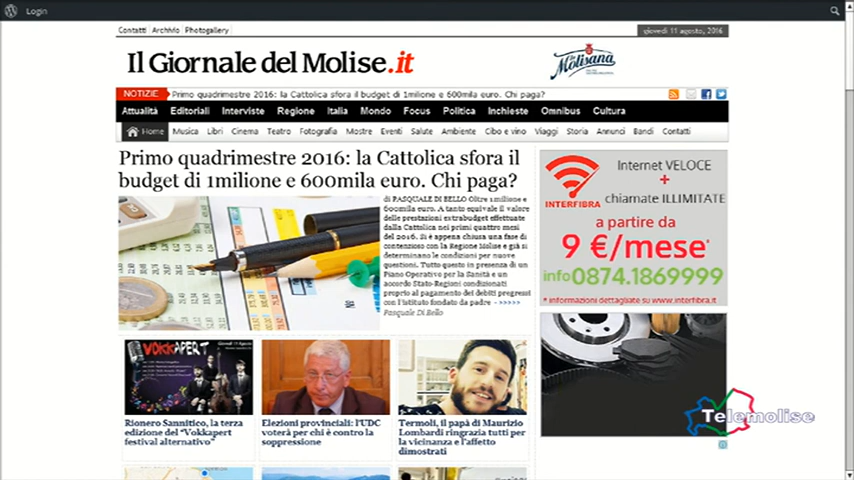 Login
Contatti Archivio Photogallery
giovedì 11 agosto, 2016
Il Giornale del Molise.it
La Molisana
NOTIZIE Primo quadrimestre 2016: la Cattolica sfora il budget di 1milione e 600mila euro. Chi paga?
Attualità Editoriali Interviste Regione Italia Mondo Focus Politica Inchieste Omnibus Cultura
Home Musica Libri Cinema Teatro Fotografia Mostre Eventi Salute Ambiente Cibo e vino Viaggi Storia Annunci Bandi Contatti
Primo quadrimestre 2016: la Cattolica sfora il
budget di 1milione e 600mila euro. Chi paga?
di PASQUALE DI BELLO Oltre 1milione e
600mila euro. A tanto equivale il valore
delle prestazioni extrabudget effettuate
dalla Cattolica nei primi quattro mesi
del 2016. Si è appena chiusa una fase di
contenzioso con la Regione Molise e già si
determinano le condizioni per nuove
questioni. Tutto questo in presenza di un
Piano Operativo per la Sanità e un
accordo Stato-Regioni condizionati
proprio al pagamento dei debiti pregressi
con l'istituto fondato da padre - >>>>>
Pasquale Di Bello
INTERFIBRA
Internet VELOCE
+
chiamate ILLIMITATE
a partire da
9 €/mese*
info0874.1869999
* informazioni dettagliate su www.interfibra.it
VOKKAPERT
Rionero Sannitico, la terza
edizione del "Vokkapert
festival alternativo"
Elezioni provinciali: l'UDC
voterà per chi è contro la
soppressione
Termoli, il papà di Maurizio
Lombardi ringrazia tutti per
la vicinanza e l'affetto
dimostrati
Telemolise